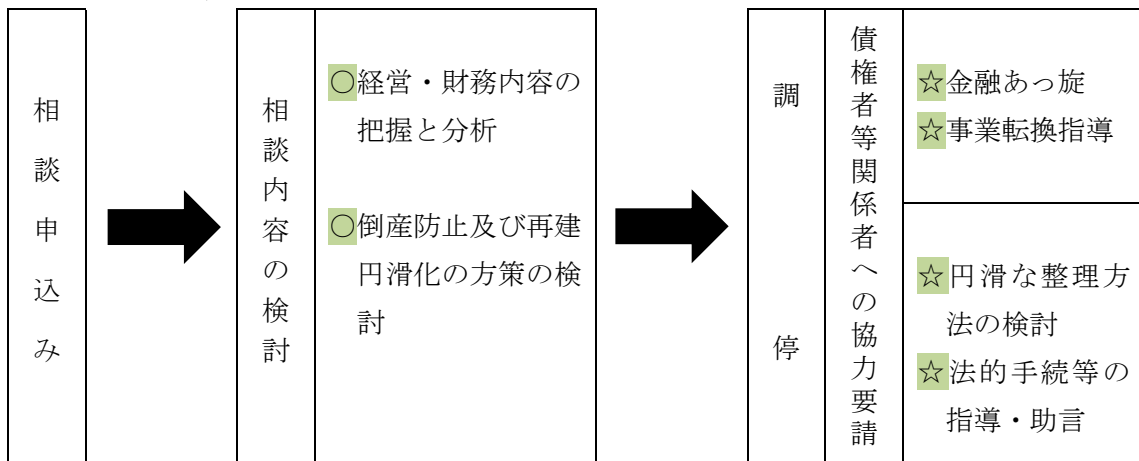 相談申込み
相談内容の検討
○経営・財務内容の
把握と分析
○倒産防止及び再建
円滑化の方策の検
討
調停
債権者等関係者への協力要請
☆金融あっ旋
☆事業転換指導
☆円滑な整理方
法の検討
☆法的手続等の
指導・助言